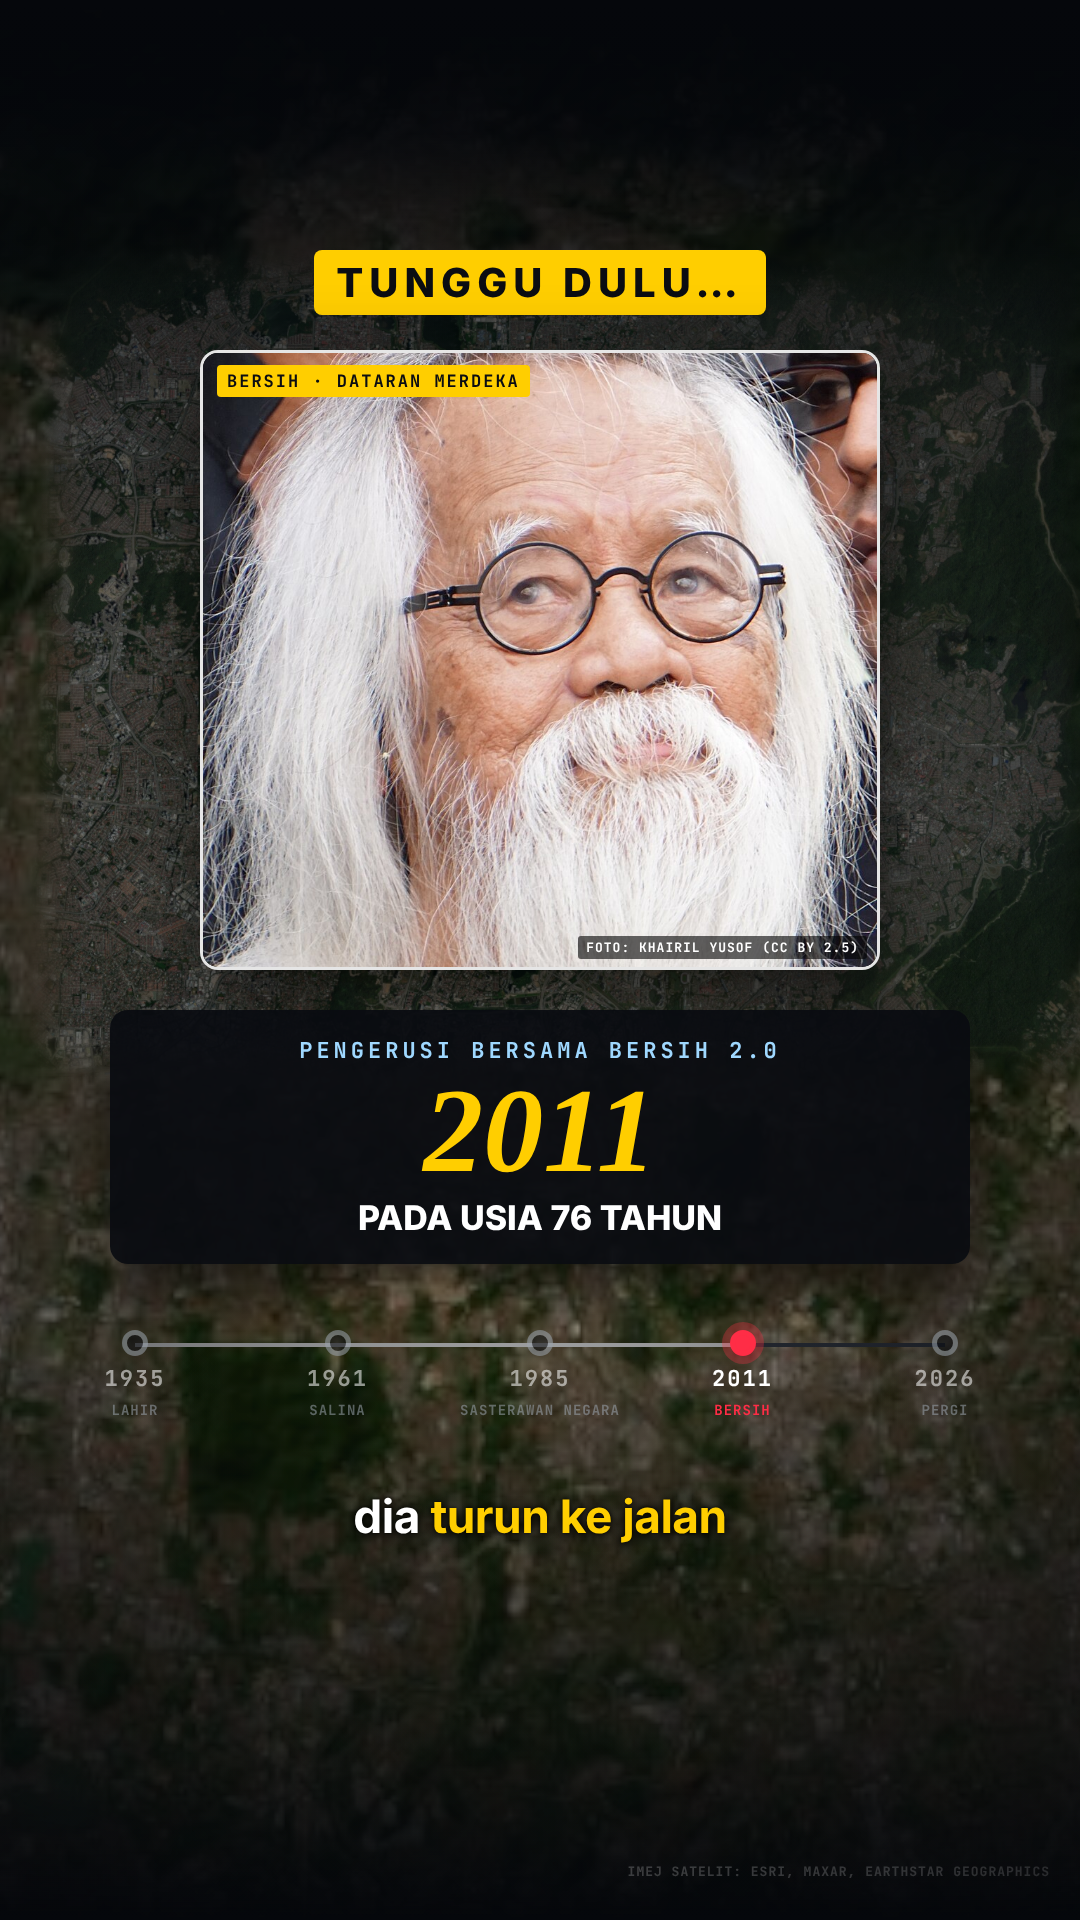 TUNGGU DULU...
BERSIH · DATARAN MERDEKA
FOTO: KHAIRIL YUSOF (CC BY 2.5)
PENGERUSI BERSAMA BERSIH 2.0
2011
PADA USIA 76 TAHUN
1935 1961 1985 2011 2026
LAHIR SALINA SASTERAWAN NEGARA BERSIH PERGI
dia turun ke jalan
IMEJ SATELIT: ESRI, MAXAR, EARTHSTAR GEOGRAPHICS